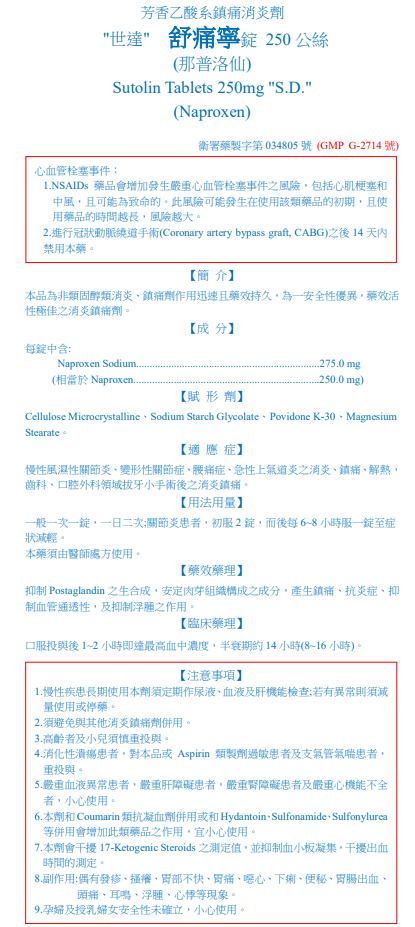 芳香乙酸系鎮痛消炎劑
"世達" 舒痛寧錠 250 公絲
(那普洛仙)
Sutolin Tablets 250mg "S.D."
(Naproxen)
衛署藥製字第 034805 號 (GMP G-2714 號)
心血管栓塞事件：
1.NSAIDs 藥品會增加發生嚴重心血管栓塞事件之風險，包括心肌梗塞和
中風，且可能為致命的。此風險可能發生在使用該類藥品的初期，且使
用藥品的時間越長，風險越大。
2.進行冠狀動脈繞道手術(Coronary artery bypass graft, CABG)之後 14 天內
禁用本藥。
【簡 介】
本品為非類固醇類消炎、鎮痛劑作用迅速且藥效持久，為一安全性優異，藥效活
性極佳之消炎鎮痛劑。
【成 分】
每錠中含:
Naproxen Sodium....................................................................275.0 mg
(相當於 Naproxen.....................................................................250.0 mg)
【賦 形 劑】
Cellulose Microcrystalline、Sodium Starch Glycolate、Povidone K-30、Magnesium
Stearate。
【適 應 症】
慢性風濕性關節炎、變形性關節症、腰痛症、急性上氣道炎之消炎、鎮痛，解熱，
齒科、口腔外科領域拔牙小手術後之消炎鎮痛。
【用法用量】
一般一次一錠，一日二次;關節炎患者，初服 2 錠，而後每 6~8 小時服一錠至症
狀減輕。
本藥須由醫師處方使用。
【藥效藥理】
抑制 Postaglandin 之生合成，安定肉芽組織構成之成分，產生鎮痛、抗炎症、抑
制血管通透性，及抑制浮腫之作用。
【臨床藥理】
口服投與後 1~2 小時即達最高血中濃度，半衰期約 14 小時(8~16 小時)。
【注意事項】
1.慢性疾患長期使用本劑須定期作尿液、血液及肝機能檢查;若有異常則須減
量使用或停藥。
2.須避免與其他消炎鎮痛劑併用。
3.高齡者及小兒須慎重投與。
4.消化性潰瘍患者，對本品或 Aspirin 類製劑過敏患者及支氣管氣喘患者，
重投與。
5.嚴重血液異常患者，嚴重肝障礙患者，嚴重腎障礙患者及嚴重心機能不全
者，小心使用。
6.本劑和 Coumarin 類抗凝血劑併用或和 Hydantoin、Sulfonamide、Sulfonylurea
等併用會增加此類藥品之作用，宜小心使用。
7.本劑會干擾 17-Ketogenic Steroids 之測定值，並抑制血小板凝集，干擾出血
時間的測定。
8.副作用:偶有發疹、搔癢、胃部不快、胃痛、噁心、下痢、便秘、胃腸出血、
頭痛、耳鳴、浮腫、心悸等現象。
9.孕婦及授乳婦女安全性未確立，小心使用。